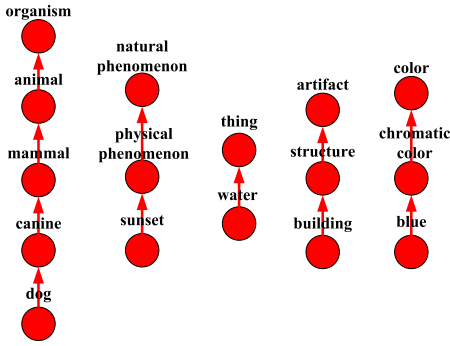 organism
animal
mammal
canine
dog
natural
phenomenon
physical
phenomenon
sunset
thing
water
artifact
structure
building
color
chromatic
color
blue